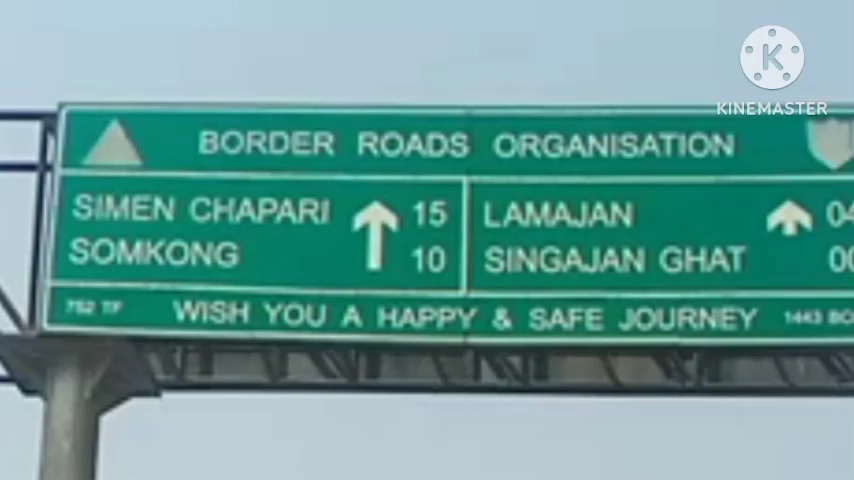 KINEMASTER
BORDER ROADS ORGANISATION
SIMEN CHAPARI 15
SOMKONG 10
LAMAJAN
SINGAJAN GHAT
752 TF
WISH YOU A HAPPY & SAFE JOURNEY
1443